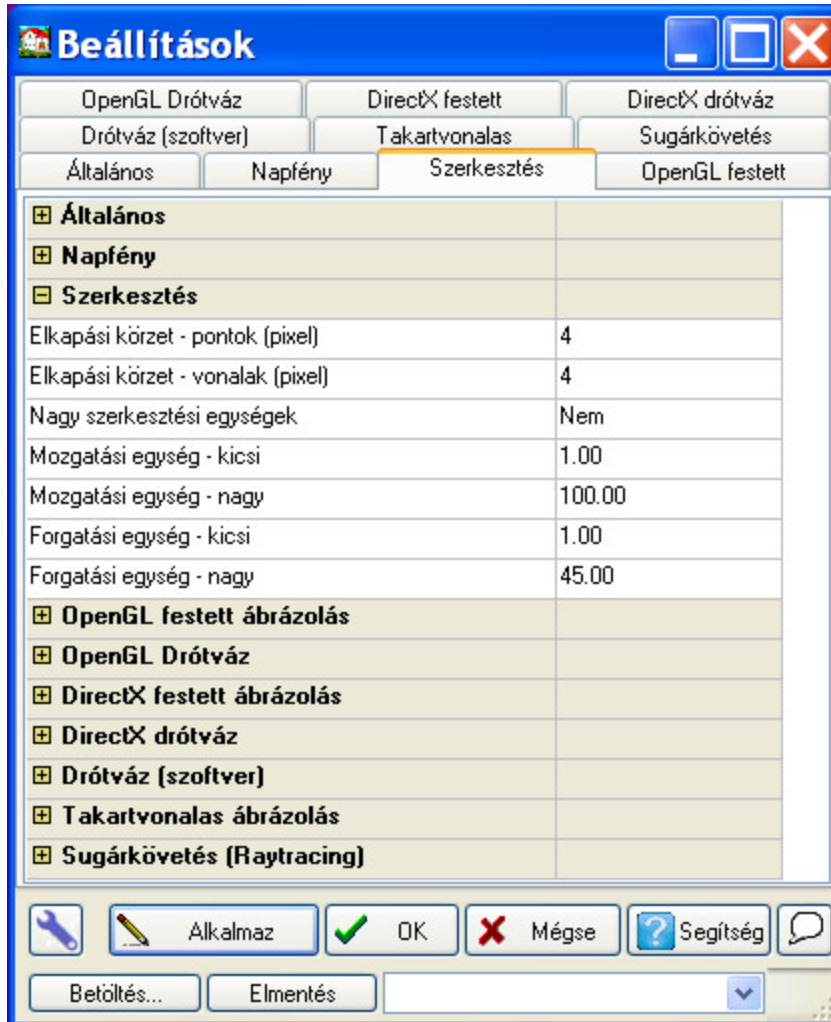 Beállítások
OpenGL Drótváz DirectX festett DirectX drótváz
Drótváz (szoftver) Takartvonalas Sugárkövetés
Általános Napfény Szerkesztés OpenGL festett
Általános
Napfény
Szerkesztés
Elkapási körzet - pontok (pixel) 4
Elkapási körzet - vonalak (pixel) 4
Nagy szerkesztési egységek Nem
Mozgatási egység - kicsi 1.00
Mozgatási egység - nagy 100.00
Forgatási egység - kicsi 1.00
Forgatási egység - nagy 45.00
OpenGL festett ábrázolás
OpenGL Drótváz
DirectX festett ábrázolás
DirectX drótváz
Drótváz (szoftver)
Takartvonalas ábrázolás
Sugárkövetés (Raytracing)
Alkalmaz OK Mégse Segítség
Betöltés... Elmentés